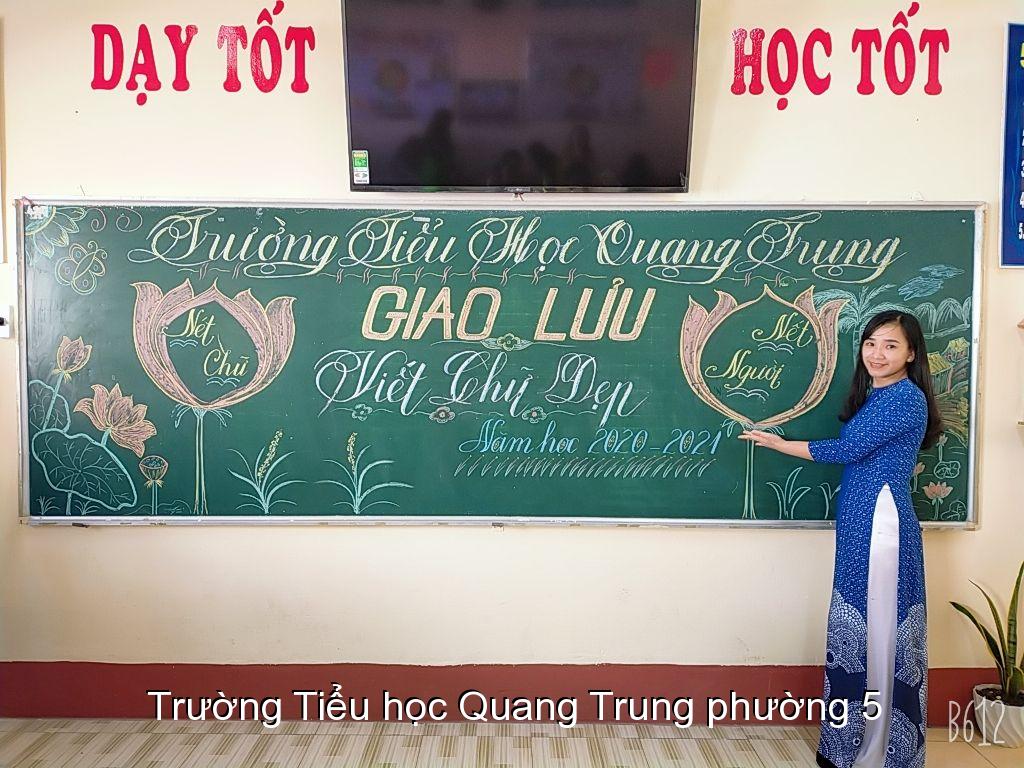 DẠY TỐT
HỌC TỐT
Trường Tiểu Học Quang Trung
GIAO LƯU
Nét Chữ
Nết Người
Viết Chữ Đẹp
Năm học 2020-2021
Trường Tiểu học Quang Trung phường 5
B612